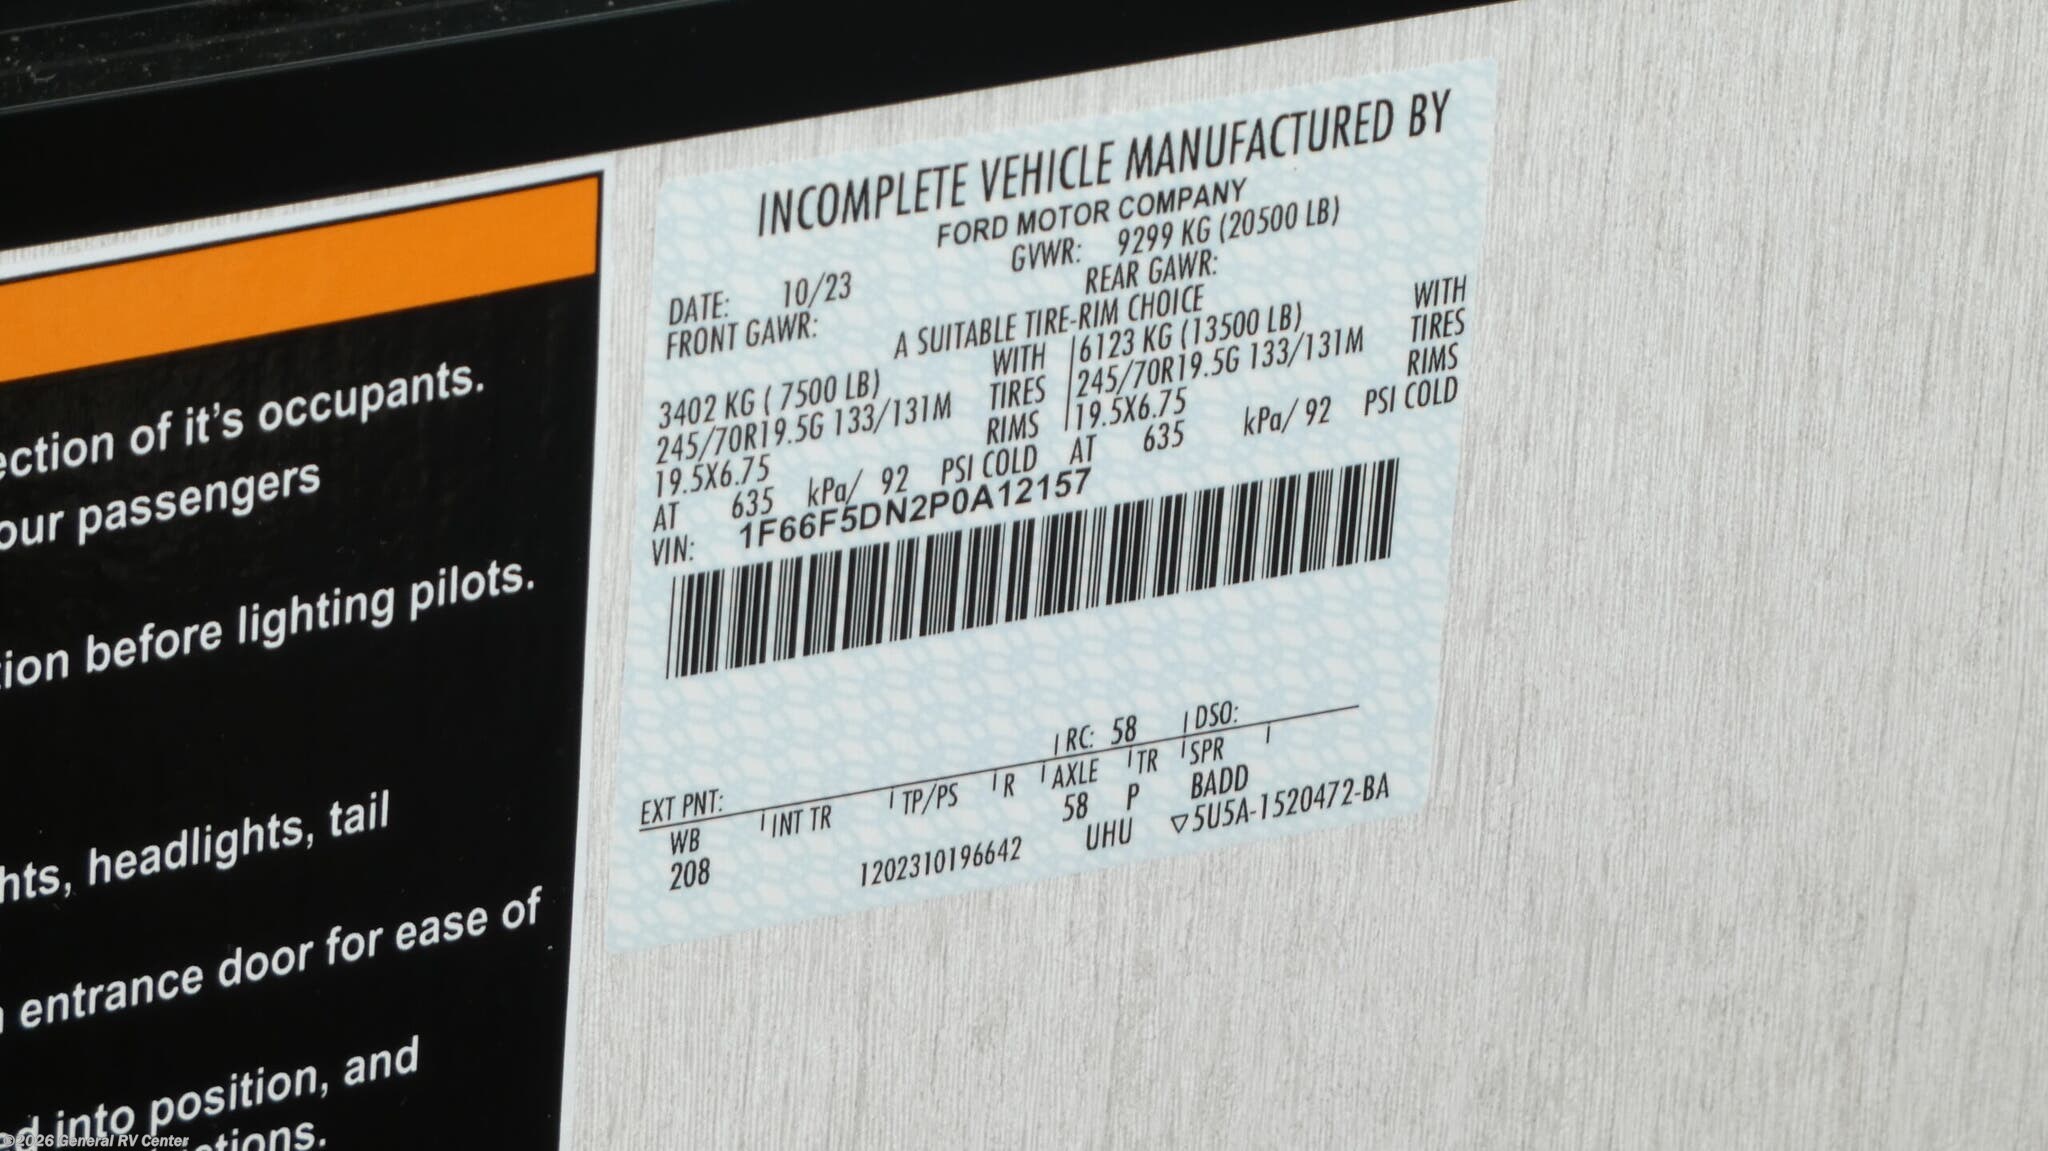 INCOMPLETE VEHICLE MANUFACTURED BY
FORD MOTOR COMPANY
DATE: 10/23 GVWR: 9299 KG (20500 LB)
FRONT GAWR: REAR GAWR:
A SUITABLE TIRE-RIM CHOICE
3402 KG ( 7500 LB) WITH 6123 KG (13500 LB) WITH
245/70R19.5G 133/131M TIRES 245/70R19.5G 133/131M TIRES
19.5X6.75 RIMS 19.5X6.75 RIMS
AT 635 kPa/ 92 PSI COLD AT 635 kPa/ 92 PSI COLD
VIN: 1F66F5DN2P0A12157
EXT PNT: RC: 58 DSO:
WB INT TR TP/PS R AXLE TR SPR
208 58 P BADD
1202310196642 UHU ▽5U5A-1520472-BA
ection of it's occupants.
our passengers
tion before lighting pilots.
hts, headlights, tail
entrance door for ease of
ed into position, and
ctions.
©2026 General RV Center